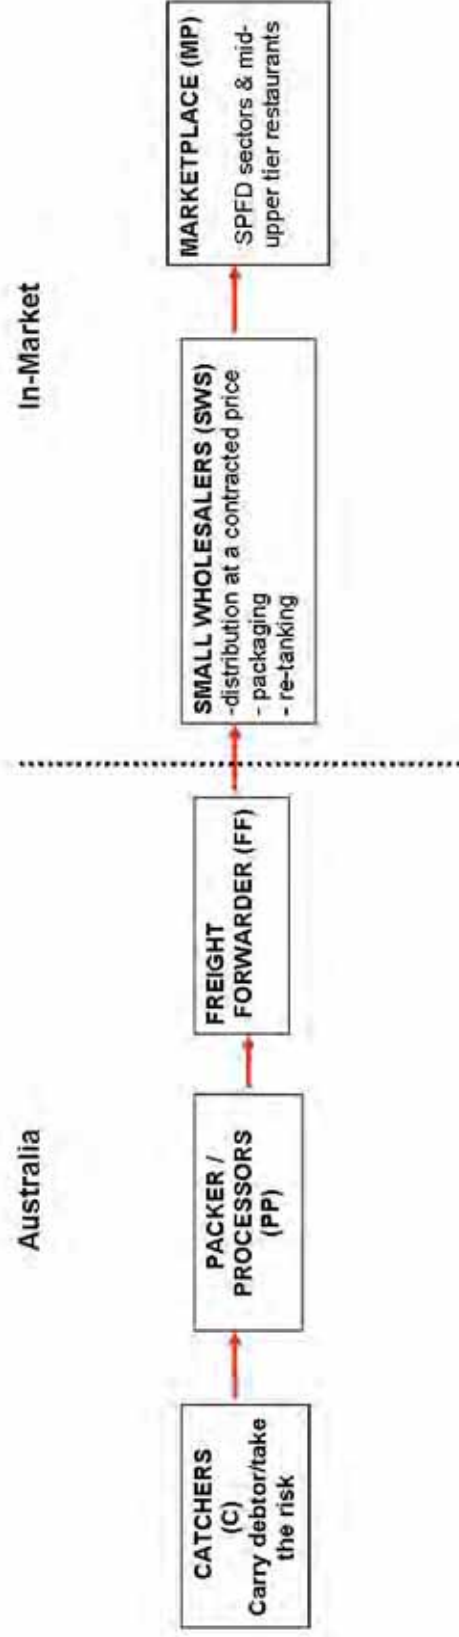 Australia
In-Market
CATCHERS
(C)
Carry debtor/take
the risk
PACKER /
PROCESSORS
(PP)
FREIGHT
FORWARDER (FF)
SMALL WHOLESALERS (SWS)
-distribution at a contracted price
- packaging
- re-tanking
MARKETPLACE (MP)
SPFD sectors & mid-
upper tier restaurants